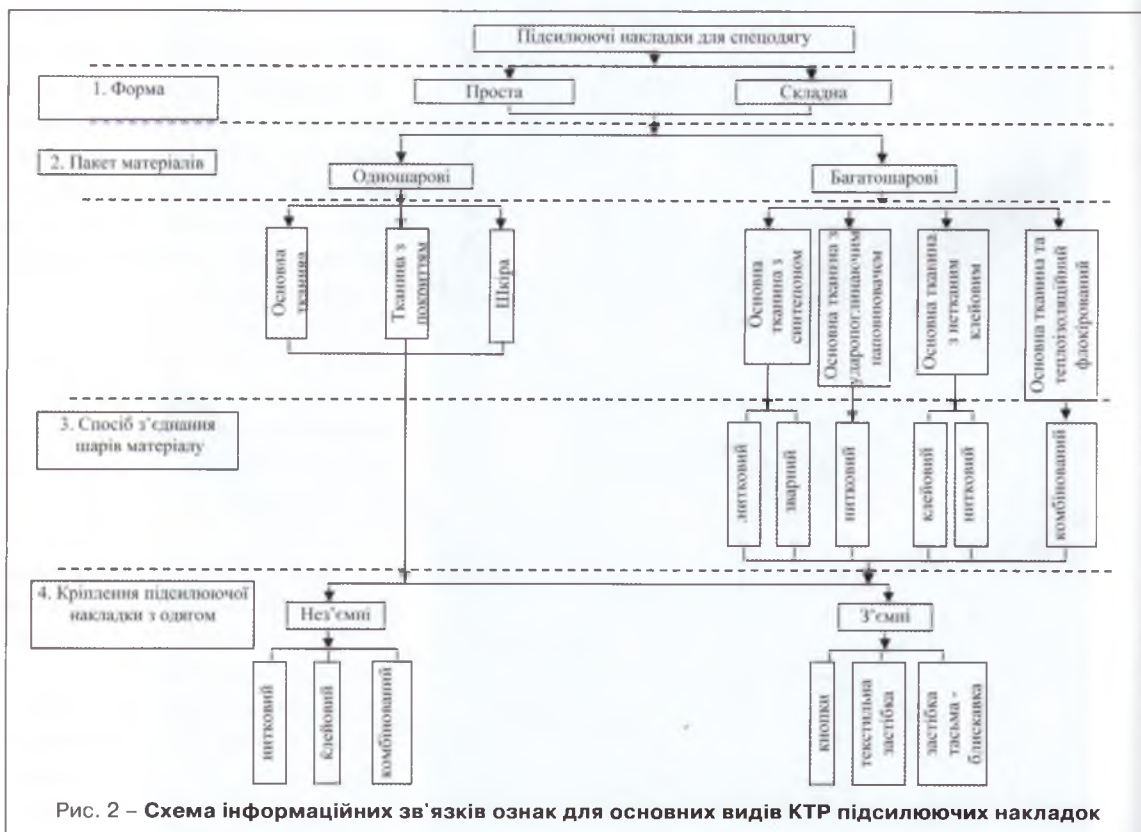 Підсилюючі накладки для спецодягу
1. Форма
Проста
Складна
2. Пакет матеріалів
Одношарові
Багатошарові
Основна
тканина
Тканина з
покриттям
Шкіра
Основна
тканина з
синтепоном
Основна тканина з
ударопоглинаючим
наповнювачем
Основна тканина
з нетканим
клейовим
Основна тканина та
теплоізоляційний
флокірований
3. Спосіб з'єднання
шарів матеріалу
нитковий
зварний
нитковий
клейовий
нитковий
комбінований
4. Кріплення підсилюючої
накладки з одягом
Нез'ємні
З'ємні
нитковий
клейовий
комбінований
кнопки
текстильна
застібка
застібка
тасьма -
блискавка
Рис. 2 – Схема інформаційних зв'язків ознак для основних видів КТР підсилюючих накладок